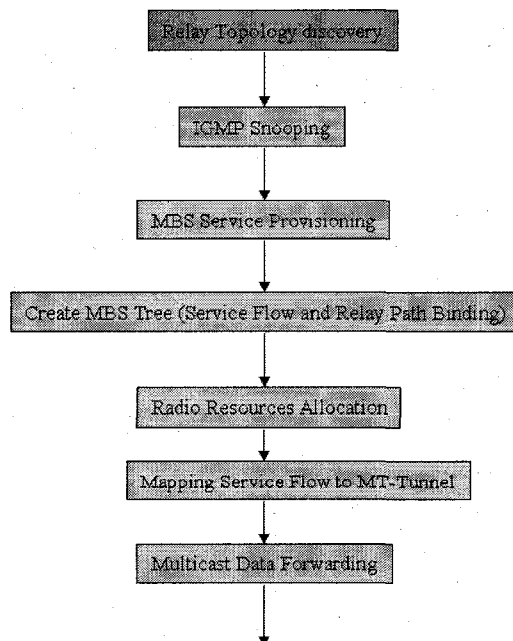 Relay Topology discovery
IGMP Snooping
MBS Service Provisioning
Create MBS Tree (Service Flow and Relay Path Binding)
Radio Resources Allocation
Mapping Service Flow to MT-Tunnel
Multicast Data Forwarding